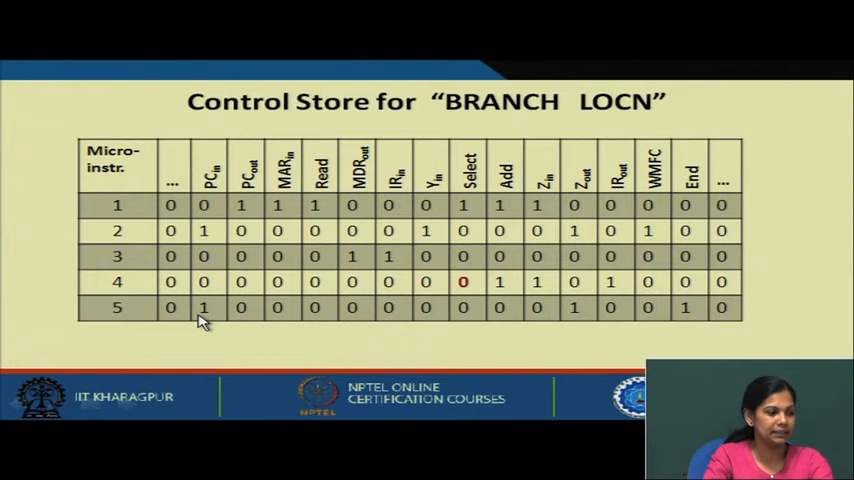 Control Store for “BRANCH LOCN”
Micro-instr. ... PCin PCout MARin Read MDRout IRin Yin Select Add Zin Zout IRout WMFC End ...
1 0 0 1 1 1 0 0 0 1 1 1 0 0 0 0 0
2 0 1 0 0 0 0 0 1 0 0 0 1 0 1 0 0
3 0 0 0 0 0 1 1 0 0 0 0 0 0 0 0 0
4 0 0 0 0 0 0 0 0 0 1 1 0 1 0 0 0
5 0 1 0 0 0 0 0 0 0 0 0 1 0 0 1 0
IIT KHARAGPUR
NPTEL
NPTEL ONLINE
CERTIFICATION COURSES